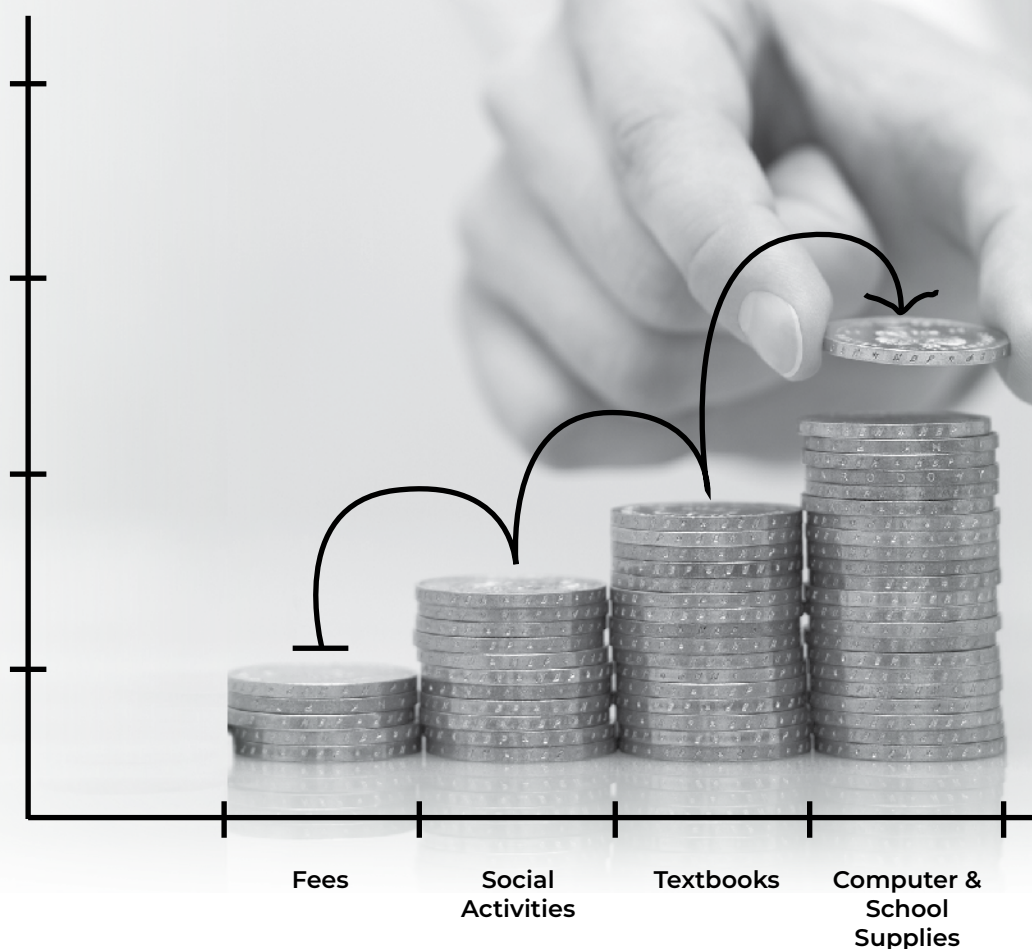 Fees
Social
Activities
Textbooks
Computer &
School
Supplies